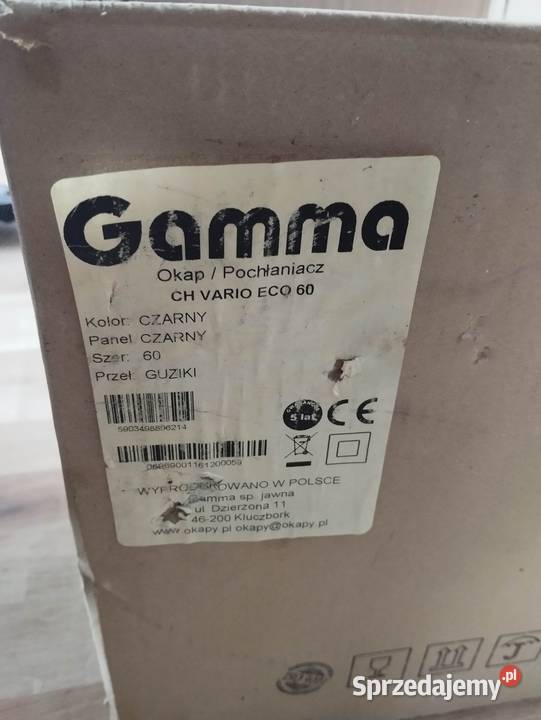 Gamma
Okap / Pochłaniacz
CH VARIO ECO 60
Kolor: CZARNY
Panel CZARNY
Szer: 60
Przeł: GUZIKI
5 lat
CE
5903498896214
WYPRODUKOWANO W POLSCE
Gamma sp. jawna
ul. Dzierzona 11
46-200 Kluczbork
www.okapy.pl okapy@okapy.pl
Sprzedajemy.pl